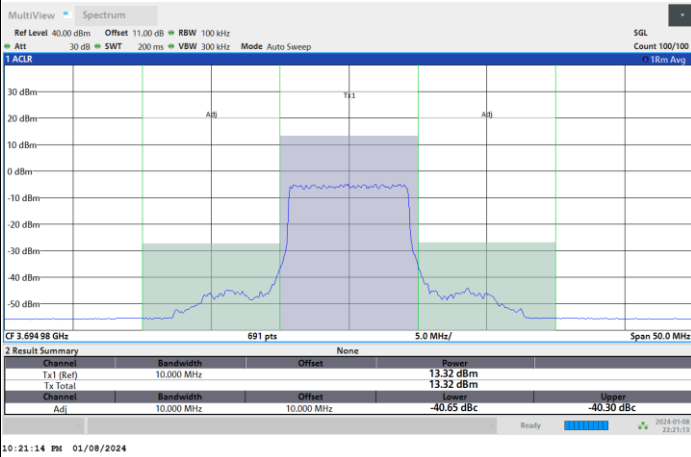 MultiView Spectrum
Ref Level 40.00 dBm Offset 11.00 dB RBW 100 kHz SGL
Att 30 dB SWT 200 ms VBW 300 kHz Mode Auto Sweep Count 100/100
1 ACLR 1Rm Avg
30 dBm
Tx1
20 dBm
Adj Adj
10 dBm
0 dBm
-10 dBm
-20 dBm
-30 dBm
-40 dBm
-50 dBm
CF 3.694 98 GHz 691 pts 5.0 MHz/ Span 50.0 MHz
2 Result Summary None
Channel Bandwidth Offset Power
Tx1 (Ref) 10.000 MHz 13.32 dBm
Tx Total 13.32 dBm
Channel Bandwidth Offset Lower Upper
Adj 10.000 MHz 10.000 MHz -40.65 dBc -40.30 dBc
Ready 2024-01-08
22:21:13
10:21:14 PM 01/08/2024